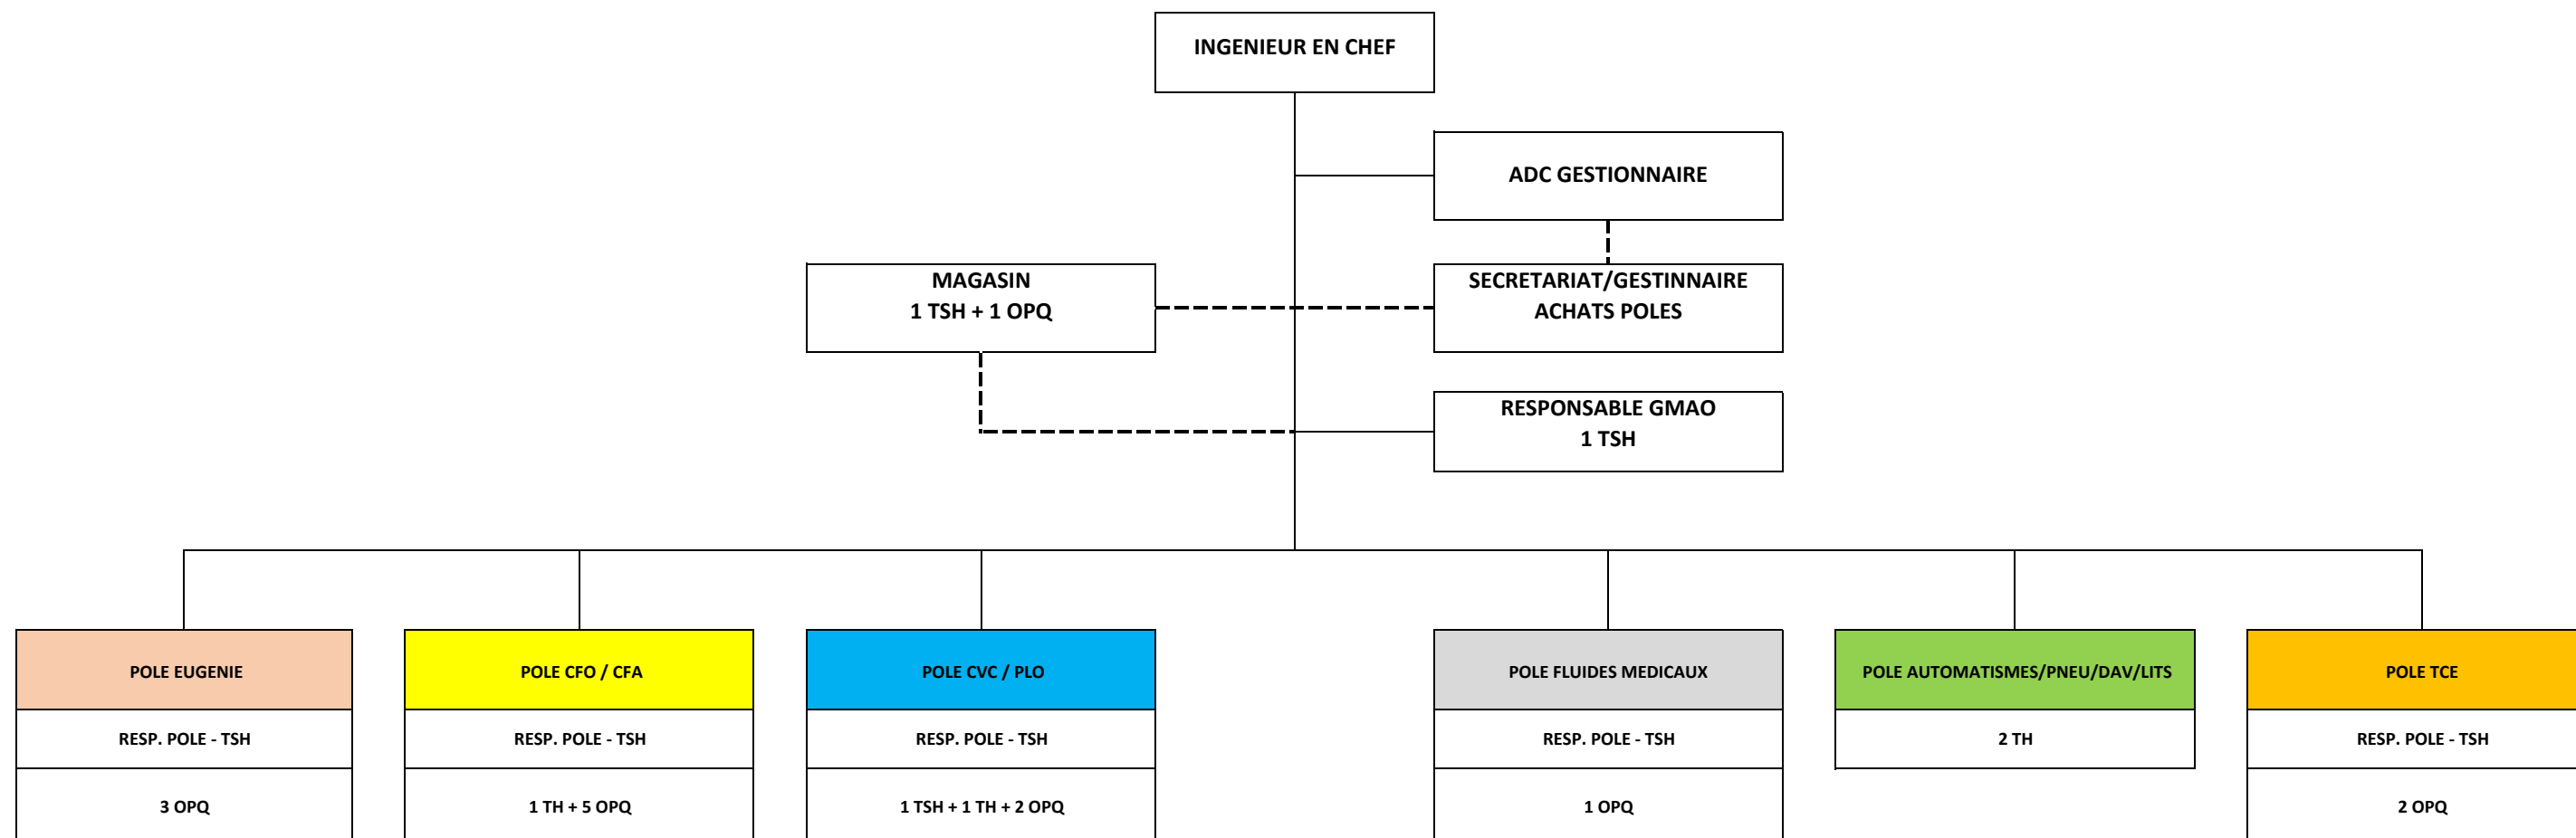 INGENIEUR EN CHEF
ADC GESTIONNAIRE
MAGASIN
1 TSH + 1 OPQ
SECRETARIAT/GESTINNAIRE
ACHATS POLES
RESPONSABLE GMAO
1 TSH
POLE EUGENIE
POLE CFO / CFA
POLE CVC / PLO
POLE FLUIDES MEDICAUX
POLE AUTOMATISMES/PNEU/DAV/LITS
POLE TCE
RESP. POLE - TSH
RESP. POLE - TSH
RESP. POLE - TSH
RESP. POLE - TSH
2 TH
RESP. POLE - TSH
3 OPQ
1 TH + 5 OPQ
1 TSH + 1 TH + 2 OPQ
1 OPQ
2 OPQ